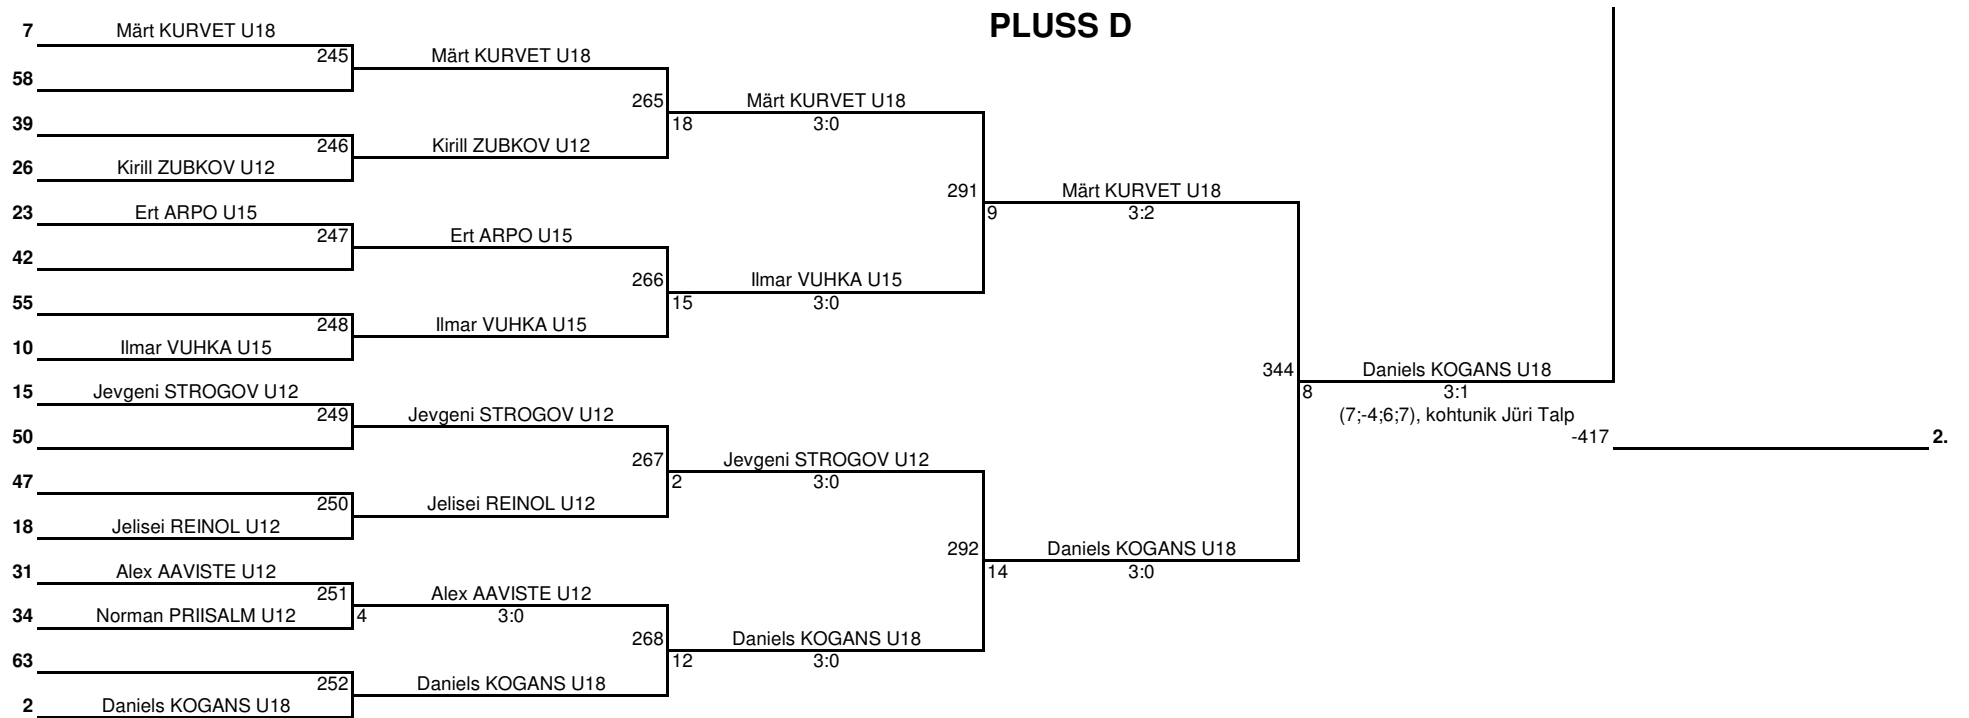 PLUSS D
7 Märt KURVET U18
245 Märt KURVET U18
58
265 Märt KURVET U18
39
18 3:0
246 Kirill ZUBKOV U12
26 Kirill ZUBKOV U12
291 Märt KURVET U18
23 Ert ARPO U15
9 3:2
247 Ert ARPO U15
42
266 Ilmar VUHKA U15
55
15 3:0
248 Ilmar VUHKA U15
10 Ilmar VUHKA U15
344 Daniels KOGANS U18
15 Jevgeni STROGOV U12
8 3:1
249 Jevgeni STROGOV U12
(7;-4;6;7), kohtunik Jüri Talp
50
-417 2.
267 Jevgeni STROGOV U12
47
2 3:0
250 Jelisei REINOL U12
18 Jelisei REINOL U12
292 Daniels KOGANS U18
31 Alex AAVISTE U12
14 3:0
251 Alex AAVISTE U12
34 Norman PRIISALM U12
4 3:0
268 Daniels KOGANS U18
63
12 3:0
252 Daniels KOGANS U18
2 Daniels KOGANS U18